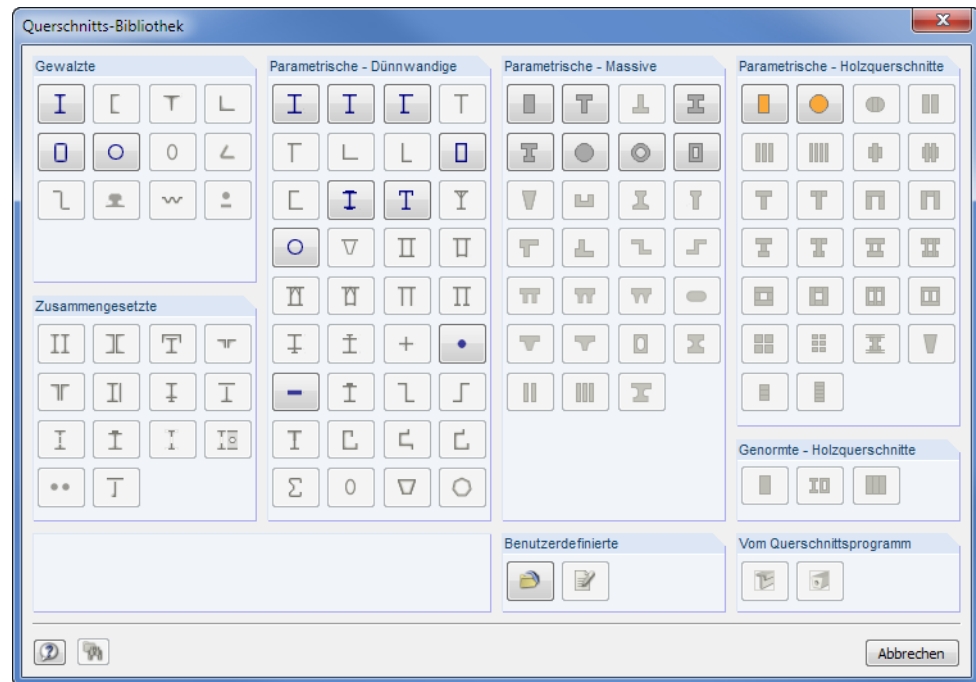 Querschnitts-Bibliothek
Gewalzte
Parametrische - Dünnwandige
Parametrische - Massive
Parametrische - Holzquerschnitte
Zusammengesetzte
Genormte - Holzquerschnitte
Benutzerdefinierte
Vom Querschnittsprogramm
Abbrechen